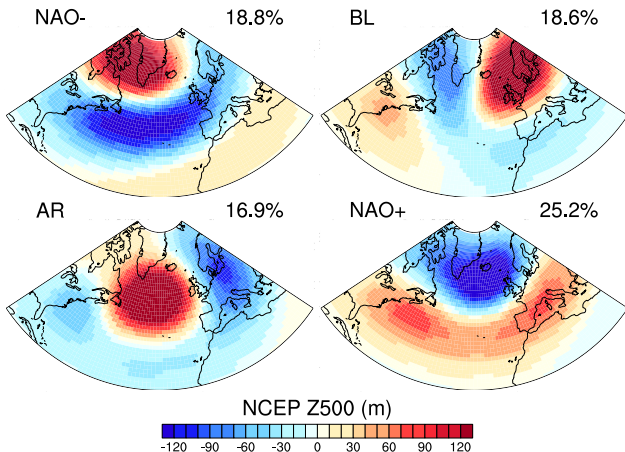 NAO- 18.8%
BL 18.6%
AR 16.9%
NAO+ 25.2%
NCEP Z500 (m)
-120 -90 -60 -30 0 30 60 90 120